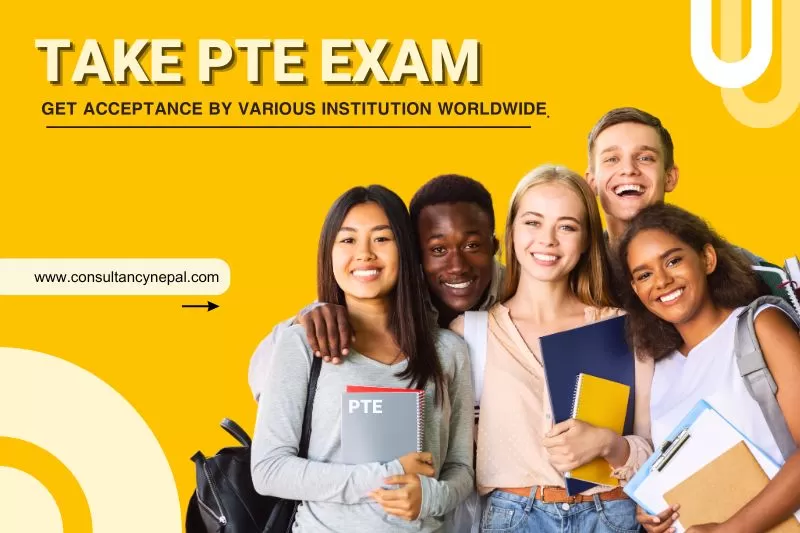 TAKE PTE EXAM
GET ACCEPTANCE BY VARIOUS INSTITUTION WORLDWIDE.
www.consultancynepal.com
PTE